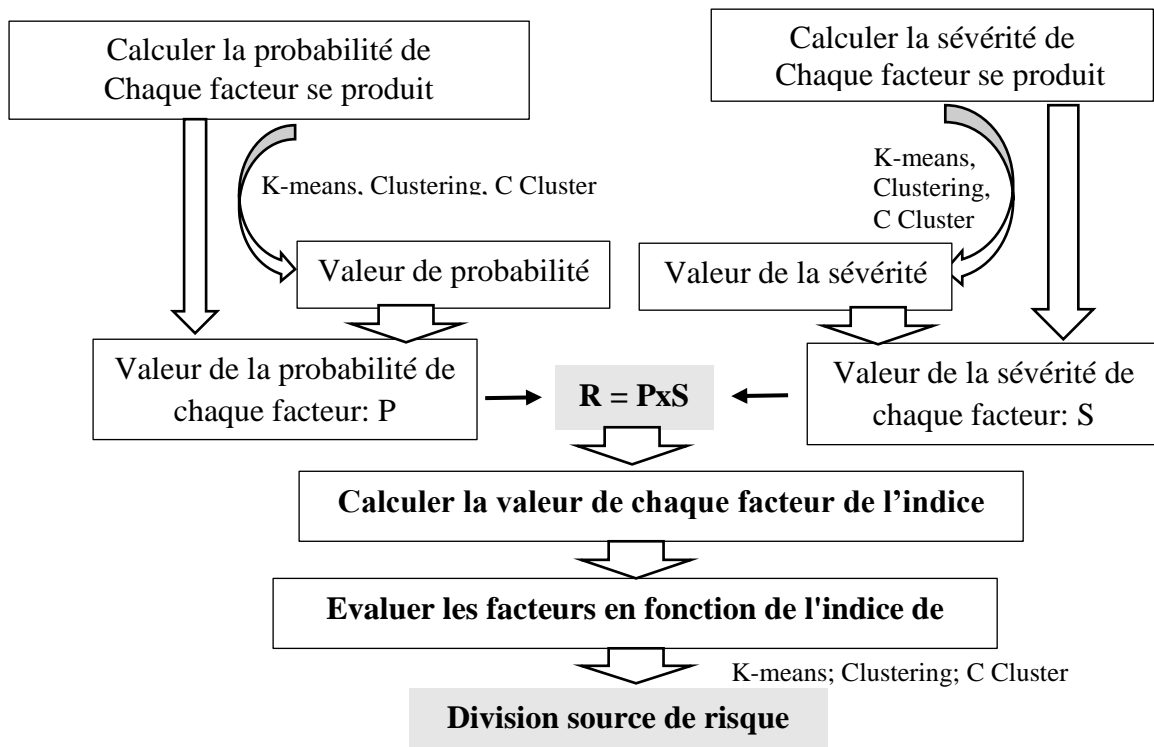 Calculer la probabilité de
Chaque facteur se produit
Calculer la sévérité de
Chaque facteur se produit
K-means, Clustering, C Cluster
K-means,
Clustering,
C Cluster
Valeur de probabilité
Valeur de la sévérité
Valeur de la probabilité de
chaque facteur: P
R = PxS
Valeur de la sévérité de
chaque facteur: S
Calculer la valeur de chaque facteur de l’indice
Evaluer les facteurs en fonction de l'indice de
K-means; Clustering; C Cluster
Division source de risque